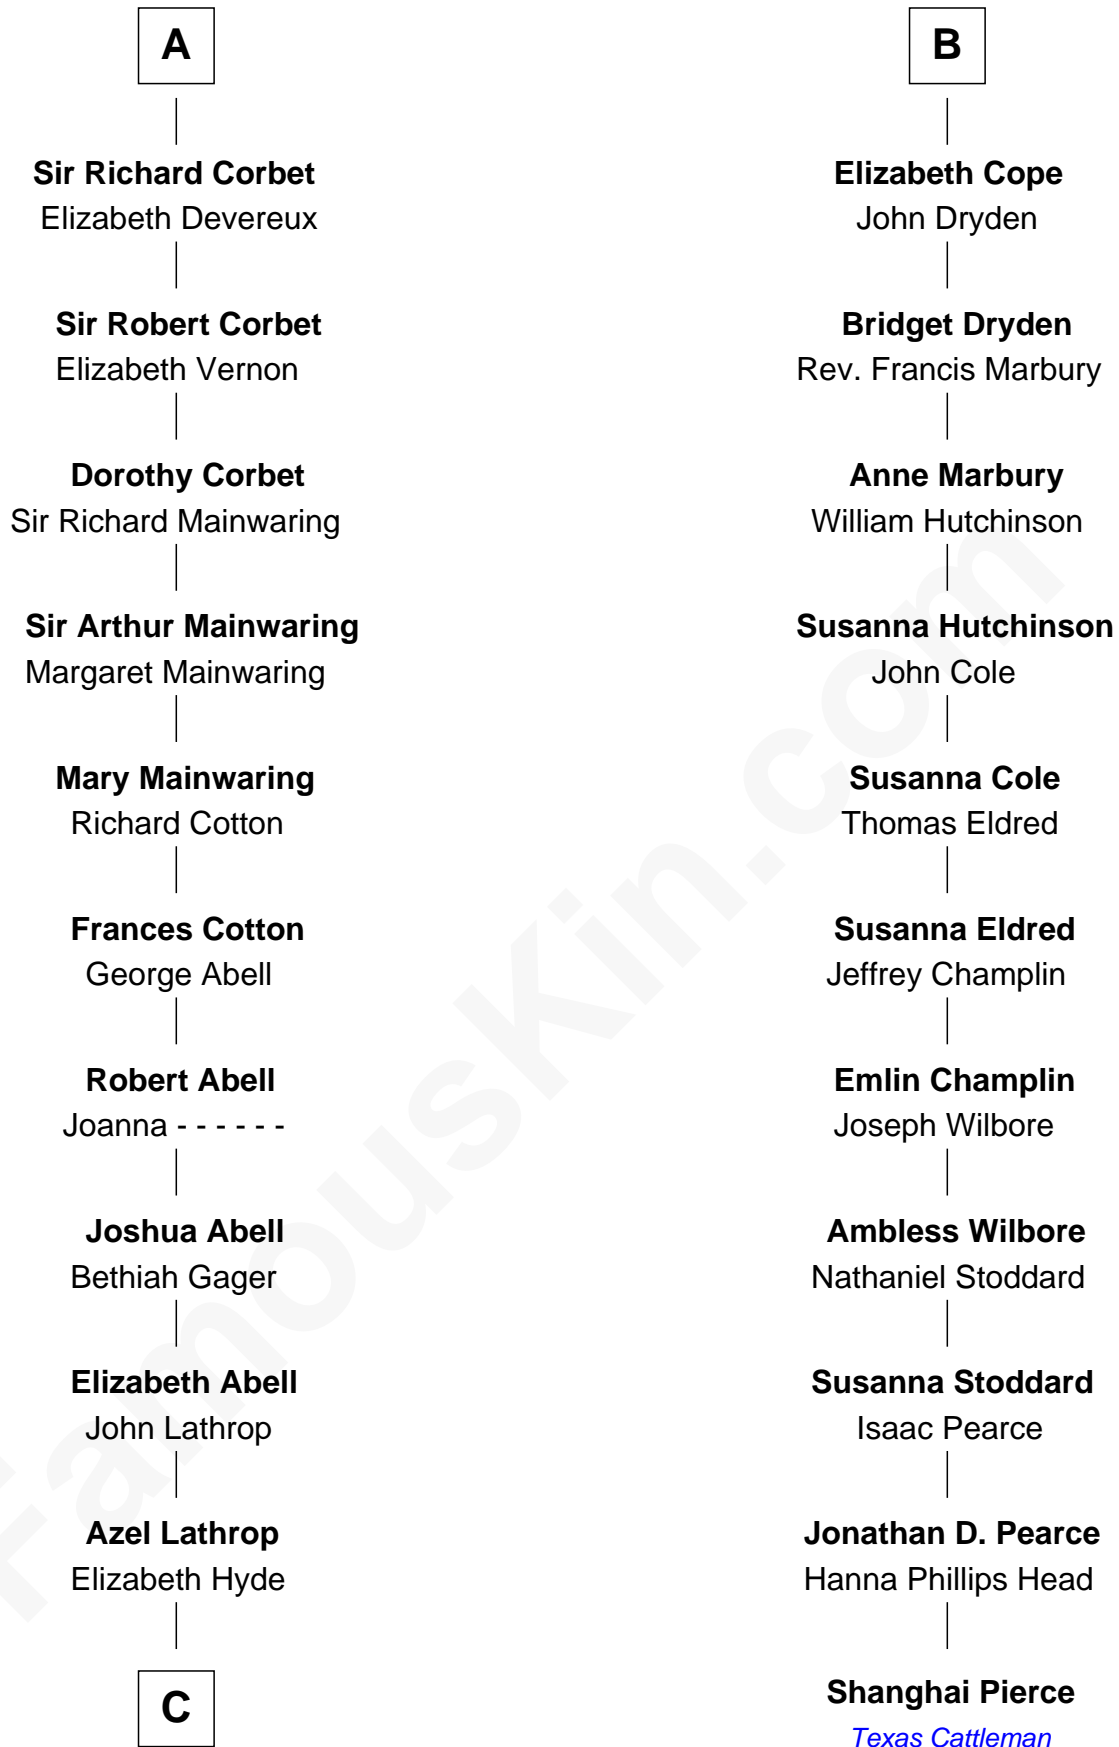 A
Sir Richard Corbet
Elizabeth Devereux
Sir Robert Corbet
Elizabeth Vernon
Dorothy Corbet
Sir Richard Mainwaring
Sir Arthur Mainwaring
Margaret Mainwaring
Mary Mainwaring
Richard Cotton
Frances Cotton
George Abell
Robert Abell
Joanna - - - - - -
Joshua Abell
Bethiah Gager
Elizabeth Abell
John Lathrop
Azel Lathrop
Elizabeth Hyde
C
B
Elizabeth Cope
John Dryden
Bridget Dryden
Rev. Francis Marbury
Anne Marbury
William Hutchinson
Susanna Hutchinson
John Cole
Susanna Cole
Thomas Eldred
Susanna Eldred
Jeffrey Champlin
Emlin Champlin
Joseph Wilbore
Ambless Wilbore
Nathaniel Stoddard
Susanna Stoddard
Isaac Pearce
Jonathan D. Pearce
Hanna Phillips Head
Shanghai Pierce
Texas Cattleman
FamousKin.com